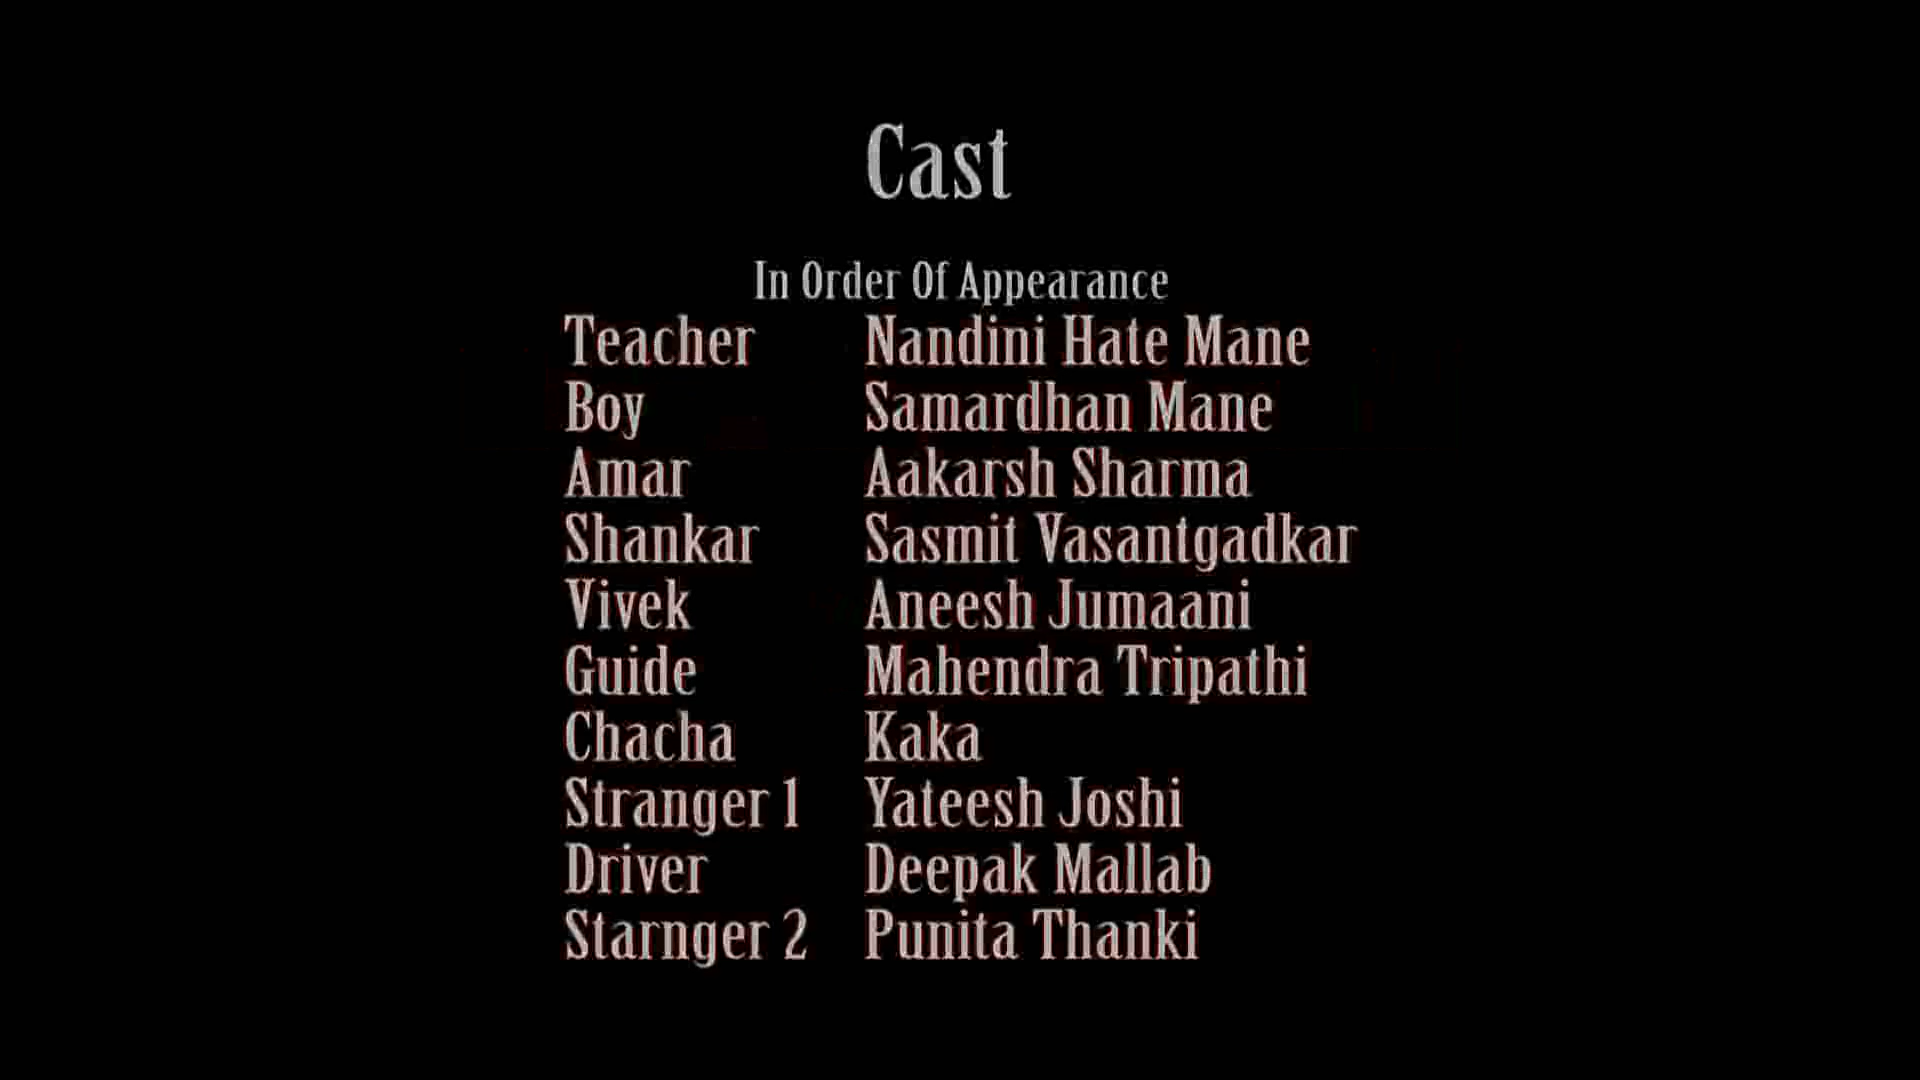 Cast
In Order Of Appearance
Teacher Nandini Hate Mane
Boy Samardhan Mane
Amar Aakarsh Sharma
Shankar Sasmit Vasantgadkar
Vivek Aneesh Jumaani
Guide Mahendra Tripathi
Chacha Kaka
Stranger 1 Yateesh Joshi
Driver Deepak Mallab
Starnger 2 Punita Thanki